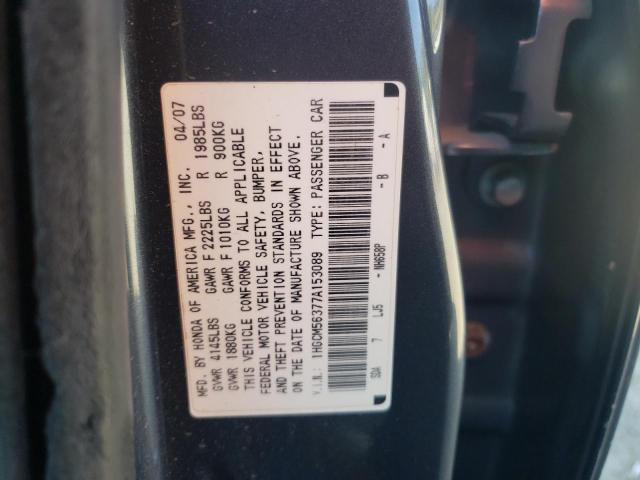 MFD. BY HONDA OF AMERICA MFG., INC. 04/07
GVWR 4145LBS GAWR F 2225LBS R 1985LBS
GVWR 1880KG GAWR F 1010KG R 900KG
THIS VEHICLE CONFORMS TO ALL APPLICABLE
FEDERAL MOTOR VEHICLE SAFETY, BUMPER,
AND THEFT PREVENTION STANDARDS IN EFFECT
ON THE DATE OF MANUFACTURE SHOWN ABOVE.
V.I.N.: 1HGCM56377A153089 TYPE: PASSENGER CAR
SDA 7 LJ5 - NH658P - B - A